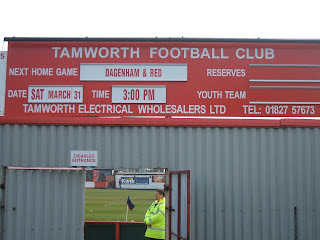 TAMWORTH FOOTBALL CLUB
NEXT HOME GAME DAGENHAM & RED RESERVES
DATE SAT MARCH 31 TIME 3:00 PM YOUTH TEAM
TAMWORTH ELECTRICAL WHOLESALERS LTD TEL: 01827 57673
DISABLED
ENTRANCE